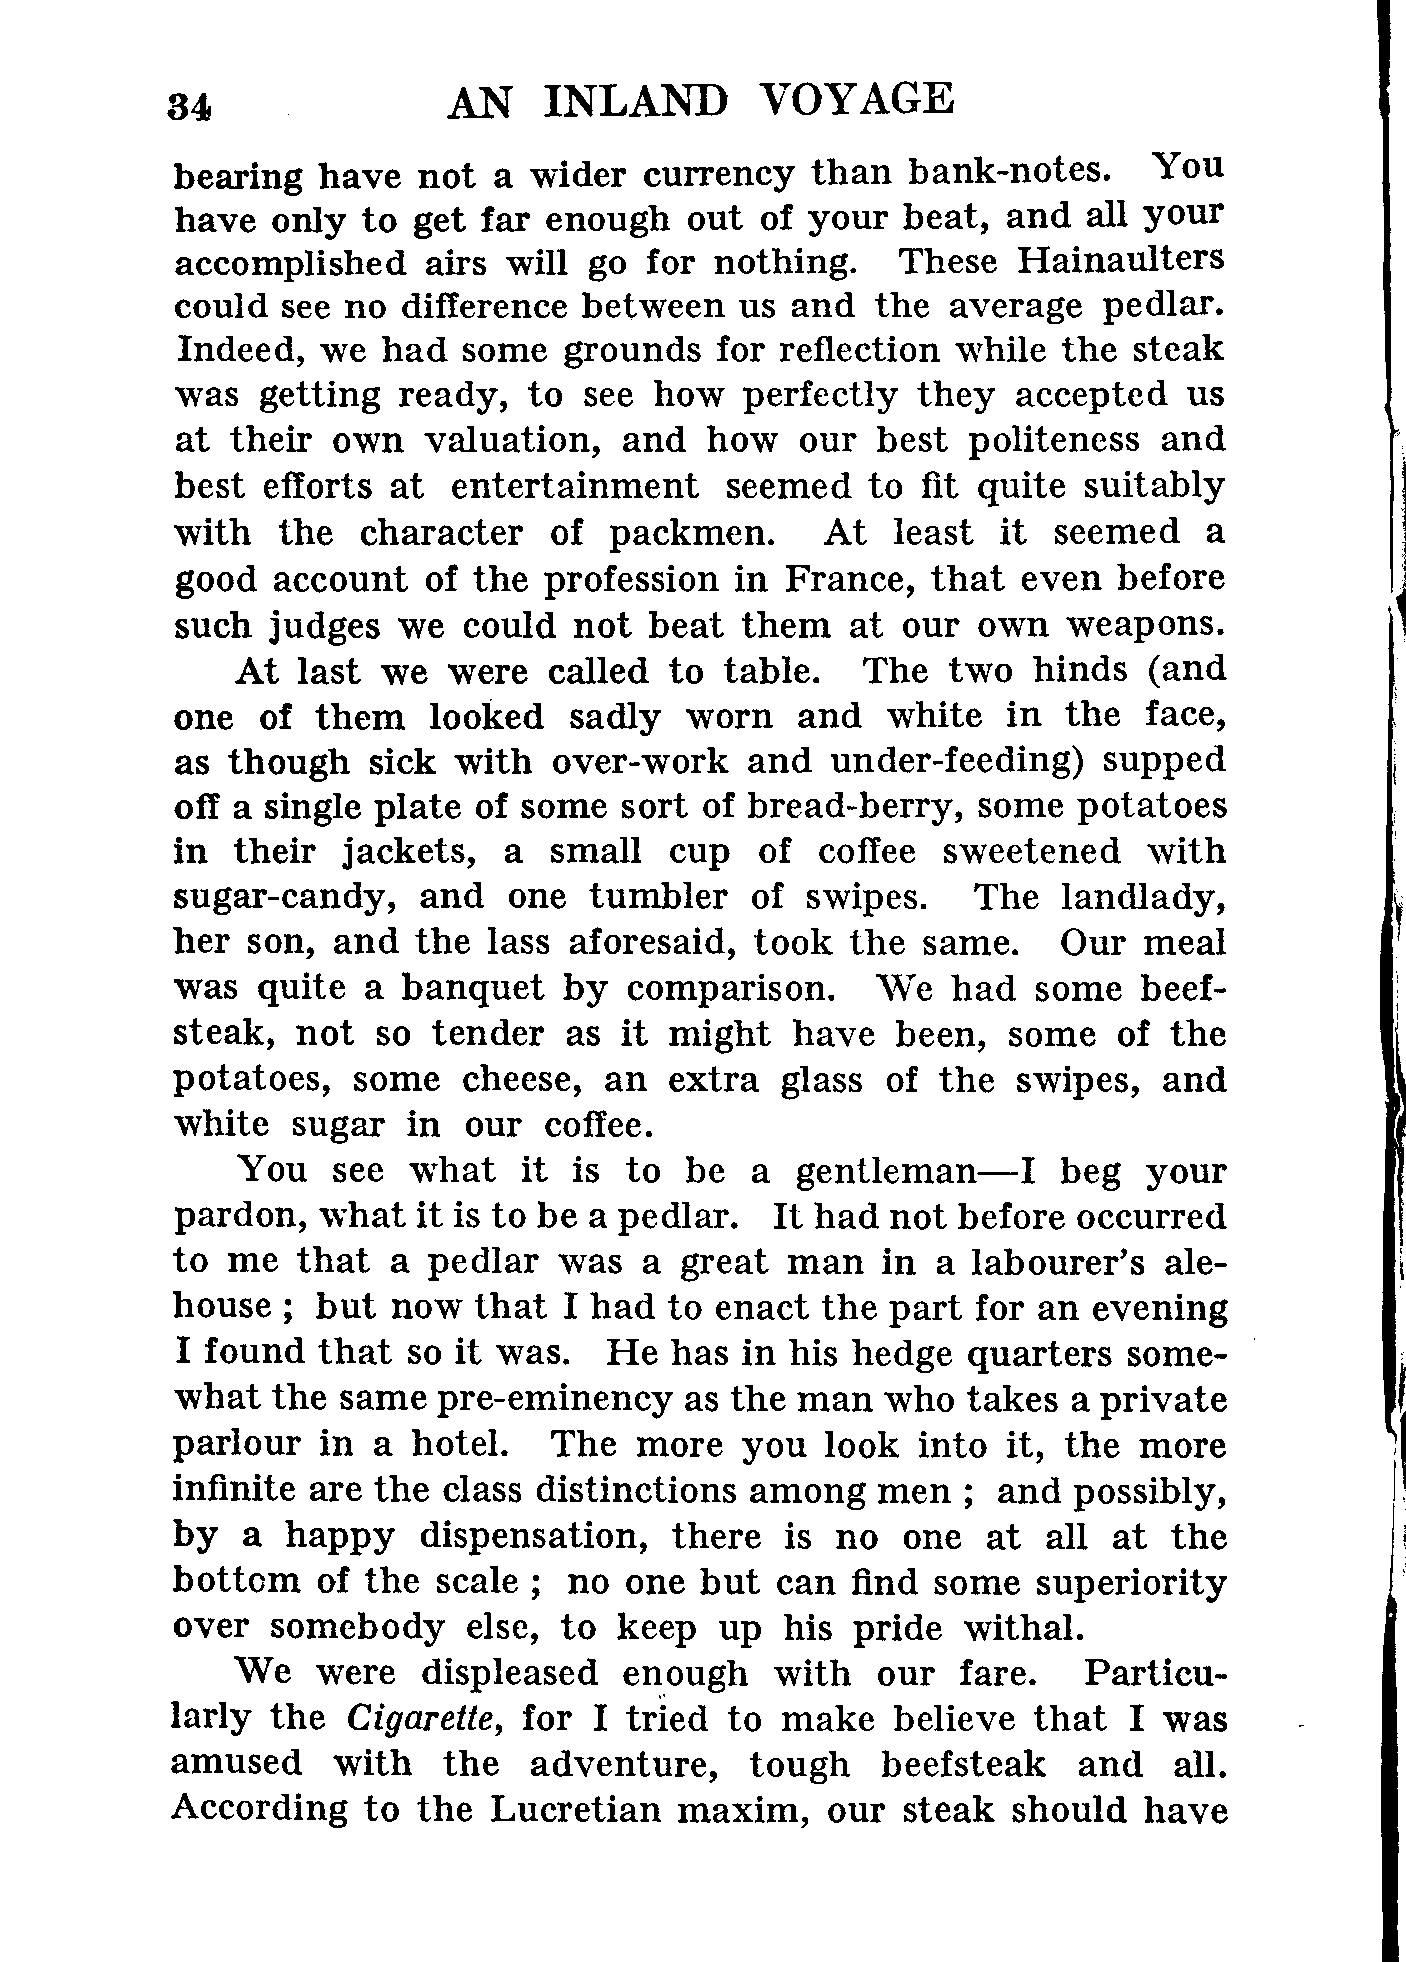 34 AN INLAND VOYAGE
bearing have not a wider currency than bank-notes. You
have only to get far enough out of your beat, and all your
accomplished airs will go for nothing. These Hainaulters
could see no difference between us and the average pedlar.
Indeed, we had some grounds for reflection while the steak
was getting ready, to see how perfectly they accepted us
at their own valuation, and how our best politeness and
best efforts at entertainment seemed to fit quite suitably
with the character of packmen. At least it seemed a
good account of the profession in France, that even before
such judges we could not beat them at our own weapons.
At last we were called to table. The two hinds (and
one of them looked sadly worn and white in the face,
as though sick with over-work and under-feeding) supped
off a single plate of some sort of bread-berry, some potatoes
in their jackets, a small cup of coffee sweetened with
sugar-candy, and one tumbler of swipes. The landlady,
her son, and the lass aforesaid, took the same. Our meal
was quite a banquet by comparison. We had some beef-
steak, not so tender as it might have been, some of the
potatoes, some cheese, an extra glass of the swipes, and
white sugar in our coffee.
You see what it is to be a gentleman—I beg your
pardon, what it is to be a pedlar. It had not before occurred
to me that a pedlar was a great man in a labourer's ale-
house ; but now that I had to enact the part for an evening
I found that so it was. He has in his hedge quarters some-
what the same pre-eminency as the man who takes a private
parlour in a hotel. The more you look into it, the more
infinite are the class distinctions among men ; and possibly,
by a happy dispensation, there is no one at all at the
bottom of the scale ; no one but can find some superiority
over somebody else, to keep up his pride withal.
We were displeased enough with our fare. Particu-
larly the Cigarette, for I tried to make believe that I was
amused with the adventure, tough beefsteak and all.
According to the Lucretian maxim, our steak should have